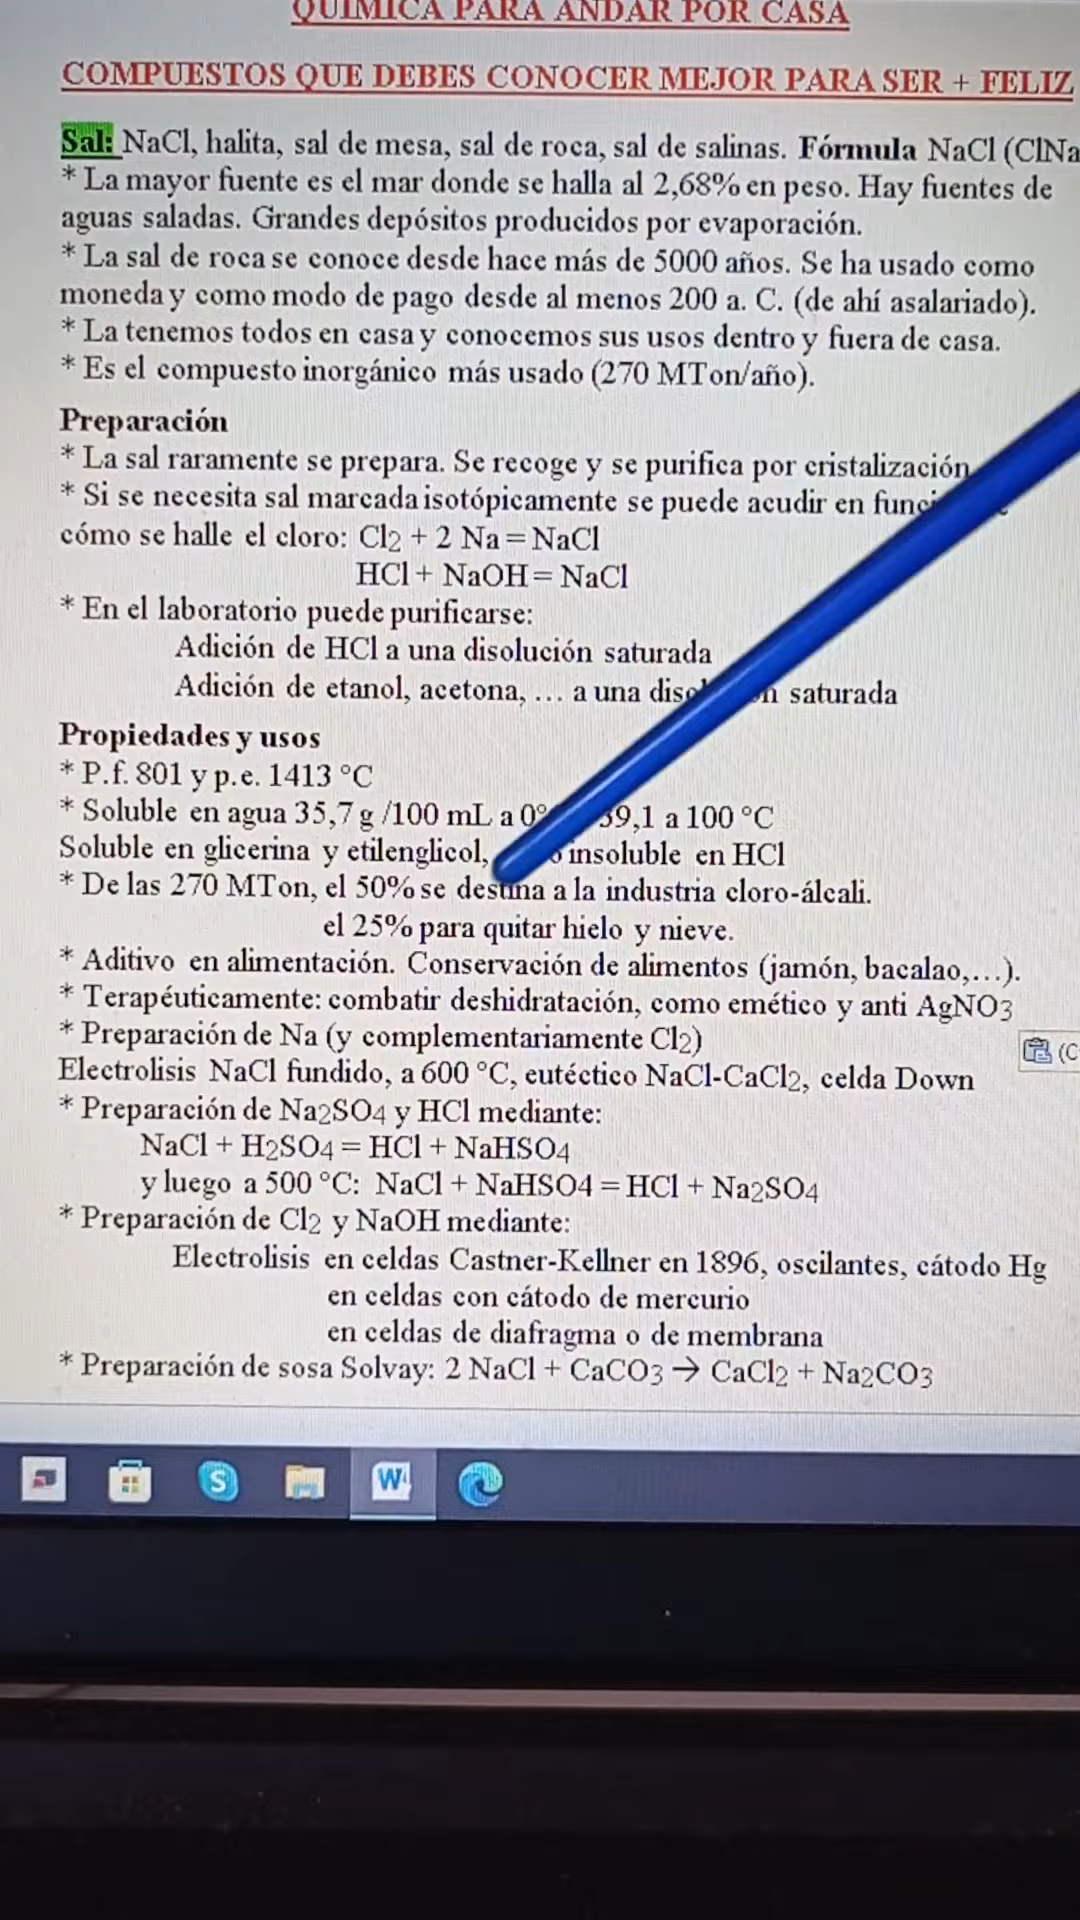 QUÍMICA PARA ANDAR POR CASA
COMPUESTOS QUE DEBES CONOCER MEJOR PARA SER + FELIZ
Sal: NaCl, halita, sal de mesa, sal de roca, sal de salinas. Fórmula NaCl (ClNa
* La mayor fuente es el mar donde se halla al 2,68% en peso. Hay fuentes de
aguas saladas. Grandes depósitos producidos por evaporación.
* La sal de roca se conoce desde hace más de 5000 años. Se ha usado como
moneda y como modo de pago desde al menos 200 a. C. (de ahí asalariado).
* La tenemos todos en casa y conocemos sus usos dentro y fuera de casa.
* Es el compuesto inorgánico más usado (270 MTon/año).
Preparación
* La sal raramente se prepara. Se recoge y se purifica por cristalización
* Si se necesita sal marcada isotópicamente se puede acudir en
cómo se halle el cloro: Cl2 + 2 Na = NaCl
HCl + NaOH = NaCl
* En el laboratorio puede purificarse:
Adición de HCl a una disolución saturada
Adición de etanol, acetona, ... a una saturada
Propiedades y usos
* P.f. 801 y p.e. 1413 °C
* Soluble en agua 35,7 g /100 mL a 0° 39,1 a 100 °C
Soluble en glicerina y etilenglicol, insoluble en HCl
* De las 270 MTon, el 50% se destina a la industria cloro-álcali.
el 25% para quitar hielo y nieve.
* Aditivo en alimentación. Conservación de alimentos (jamón, bacalao,...).
* Terapéuticamente: combatir deshidratación, como emético y anti AgNO3
* Preparación de Na (y complementariamente Cl2)
(C
Electrolisis NaCl fundido, a 600 °C, eutéctico NaCl-CaCl2, celda Down
* Preparación de Na2SO4 y HCl mediante:
NaCl + H2SO4 = HCl + NaHSO4
y luego a 500 °C: NaCl + NaHSO4 = HCl + Na2SO4
* Preparación de Cl2 y NaOH mediante:
Electrolisis en celdas Castner-Kellner en 1896, oscilantes, cátodo Hg
en celdas con cátodo de mercurio
en celdas de diafragma o de membrana
* Preparación de sosa Solvay: 2 NaCl + CaCO3 → CaCl2 + Na2CO3
S
W